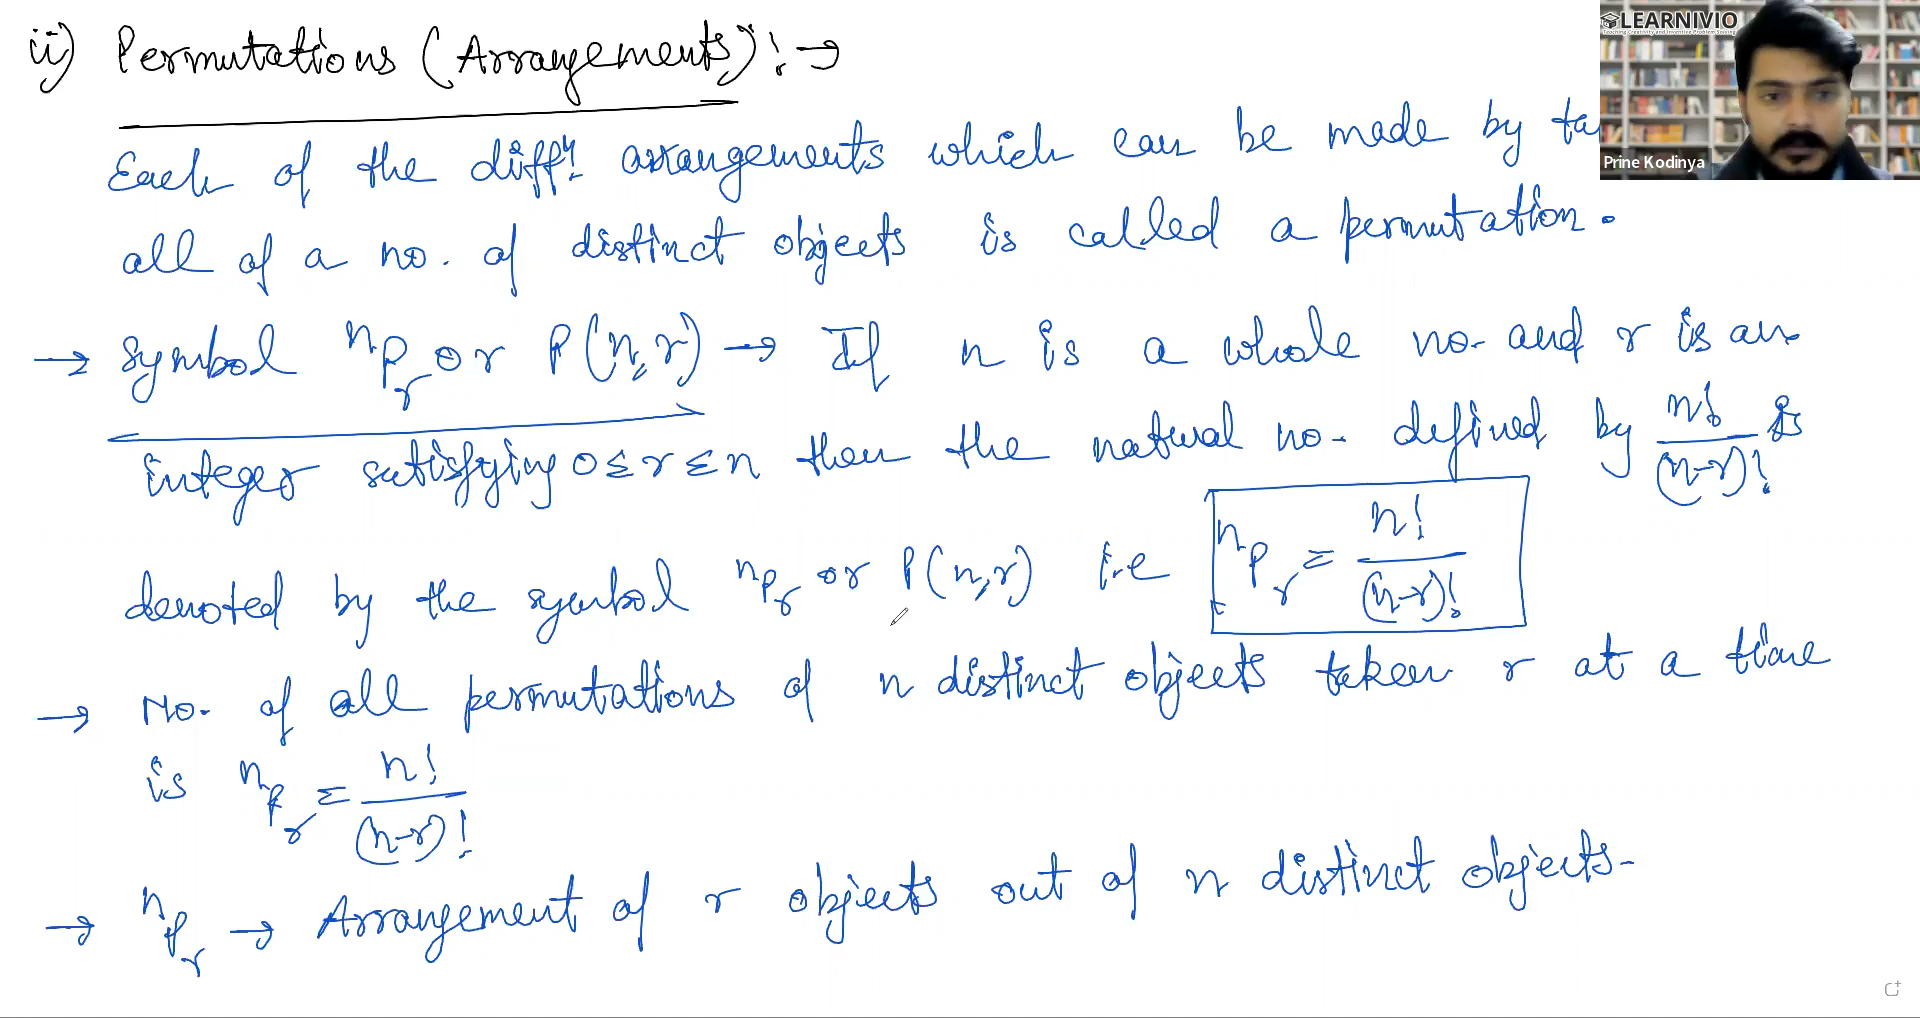 ii) Permutations (Arrangements) : →
LEARNIVIO
Each of the diffn! arrangements which can be made by ta
Prine Kodinya
all of a no. of distinct objects is called a permutation.
→ Symbol ⁿPᵣ or P(n,r) → If n is a whole no. and r is an
integer satisfying 0≤r≤n then the natural no. defined by n!/(n-r)! is
denoted by the symbol ⁿPᵣ or P(n,r) i.e ⁿPᵣ = n!/(n-r)!
→ No. of all permutations of n distinct objects taken r at a time
is ⁿPᵣ = n!/(n-r)!
→ ⁿPᵣ → Arrangement of r objects out of n distinct objects.